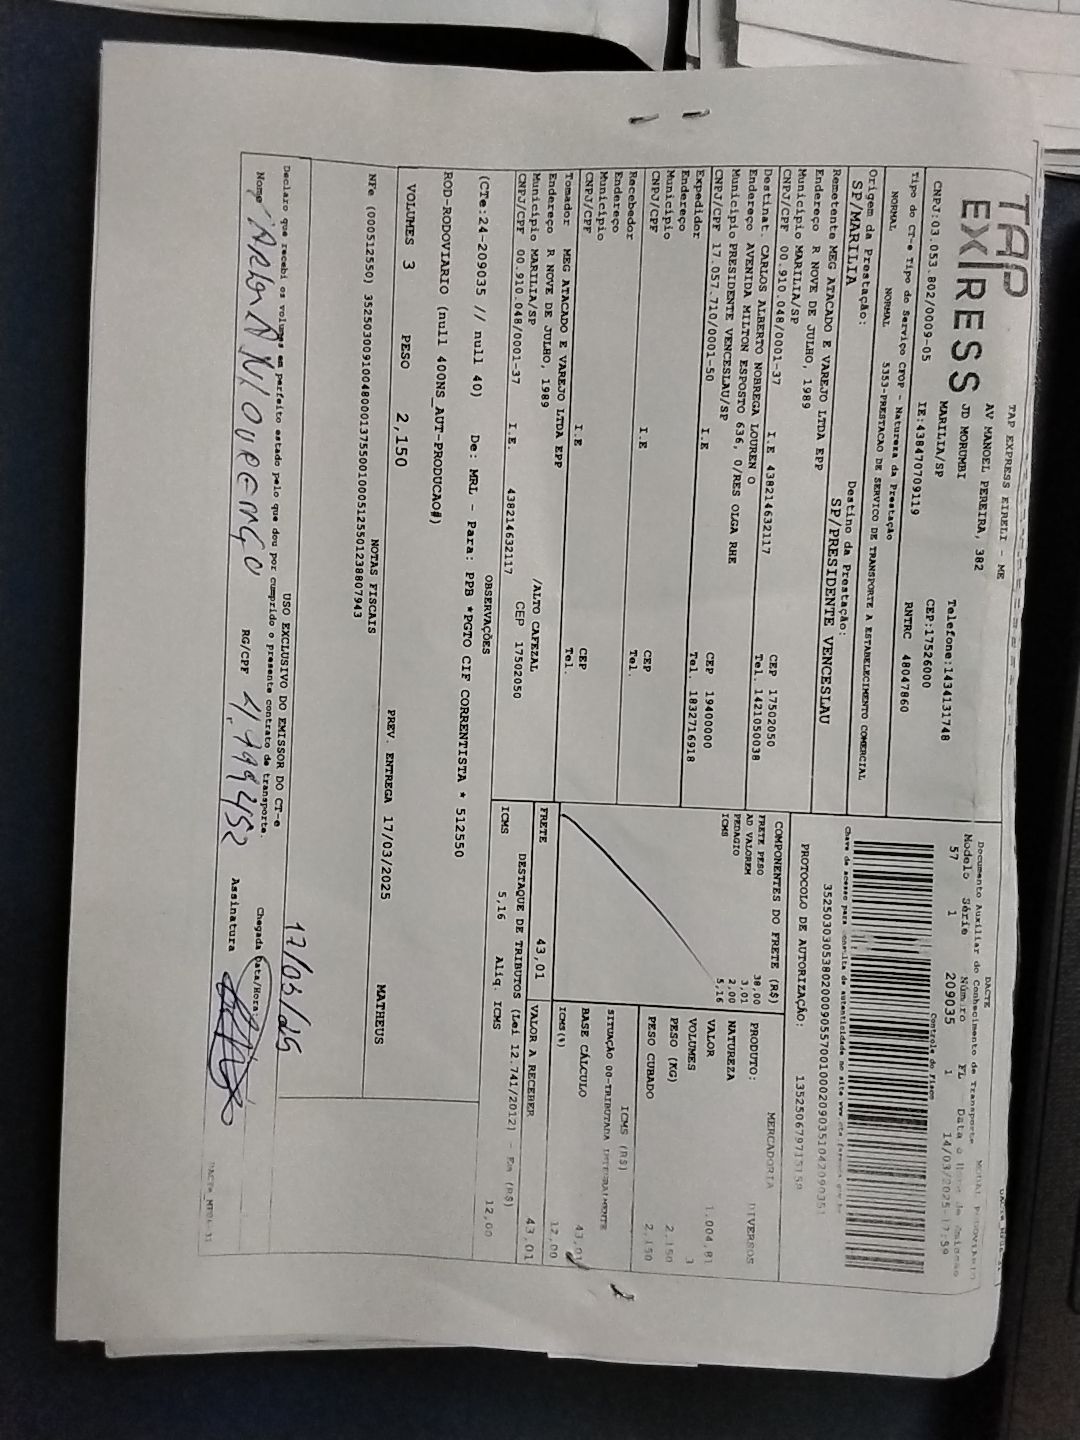 TAP
EXPRESS
TAP EXPRESS EIRELI - ME
AV MANOEL PEREIRA, 382
JD MORUMBI
MARILIA/SP
Telefone:1434131748
CEP:17526000
CNPJ:03.053.802/0009-05 IE:438470709119 RNTRC 48047860
Tipo do CT-e Tipo do Serviço CFOP - Natureza da Prestação
NORMAL NORMAL 5353-PRESTACAO DE SERVICO DE TRANSPORTE A ESTABELECIMENTO COMERCIAL
Origem da Prestação: Destino da Prestação:
SP/MARILIA SP/PRESIDENTE VENCESLAU
Remetente MEG ATACADO E VAREJO LTDA EPP
Endereço R NOVE DE JULHO, 1989
Município MARILIA/SP CEP 17502050
CNPJ/CPF 00.910.048/0001-37 I.E 438214632117 Tel. 1421050038
Destinat. CARLOS ALBERTO NOBREGA LOUREN O
Endereço AVENIDA MILTON ESPOSTO 636, 0/RES OLGA RHE
Município PRESIDENTE VENCESLAU/SP CEP 19400000
CNPJ/CPF 17.057.710/0001-50 I.E Tel. 1832716918
Expedidor
Endereço
Município CEP
CNPJ/CPF I.E Tel.
Recebedor
Endereço
Município CEP
CNPJ/CPF I.E Tel.
Tomador MEG ATACADO E VAREJO LTDA EPP
Endereço R NOVE DE JULHO, 1989
Município MARILIA/SP /ALTO CAFEZAL
CNPJ/CPF 00.910.048/0001-37 I.E. 438214632117 CEP 17502050
DACTE
Documento Auxiliar do Conhecimento de Transporte
MODAL RODOVIARIO
Modelo Série Número FL Data e Hora de Emissão
57 1 209035 1 14/03/2025-17:59
Controle do Fisco
Chave de acesso para consulta de autenticidade no site
PROTOCOLO DE AUTORIZAÇÃO:
COMPONENTES DO FRETE (R$)
FRETE PESO 38,00
AD VALOREM 3,01
PEDAGIO 2,00
ICMS 5,16
FRETE 43,01
MERCADORIA
PRODUTO: DIVERSOS
NATUREZA
VALOR 1.004,81
VOLUMES 3
PESO (KG) 2,150
PESO CUBADO 2,150
ICMS (R$)
SITUAÇÃO 00-TRIBUTADA INTEGRALMENTE
BASE CÁLCULO 43,01
ICMS(%) 12,00
VALOR A RECEBER 43,01
DESTAQUE DE TRIBUTOS (Lei 12.741/2012) - Em (R$)
ICMS 5,16 Aliq. ICMS 12,00
OBSERVAÇÕES
(CTe:24-209035 // null 40) De: MRL - Para: PPB *PGTO CIF CORRENTISTA * 512550
ROD-RODOVIARIO (null 400NS_AUT-PRODUCAO#)
VOLUMES 3 PESO 2,150 PREV. ENTREGA 17/03/2025 MATHEUS
NOTAS FISCAIS
NFe (000512550) 35250300910048000137550010005125501238807943
USO EXCLUSIVO DO EMISSOR DO CT-e
Declaro que recebi os volumes em perfeito estado pelo que dou por cumprido o presente contrato de transporte.
17/03/25
Chegada Data/Hora:
Nome RG/CPF Assinatura